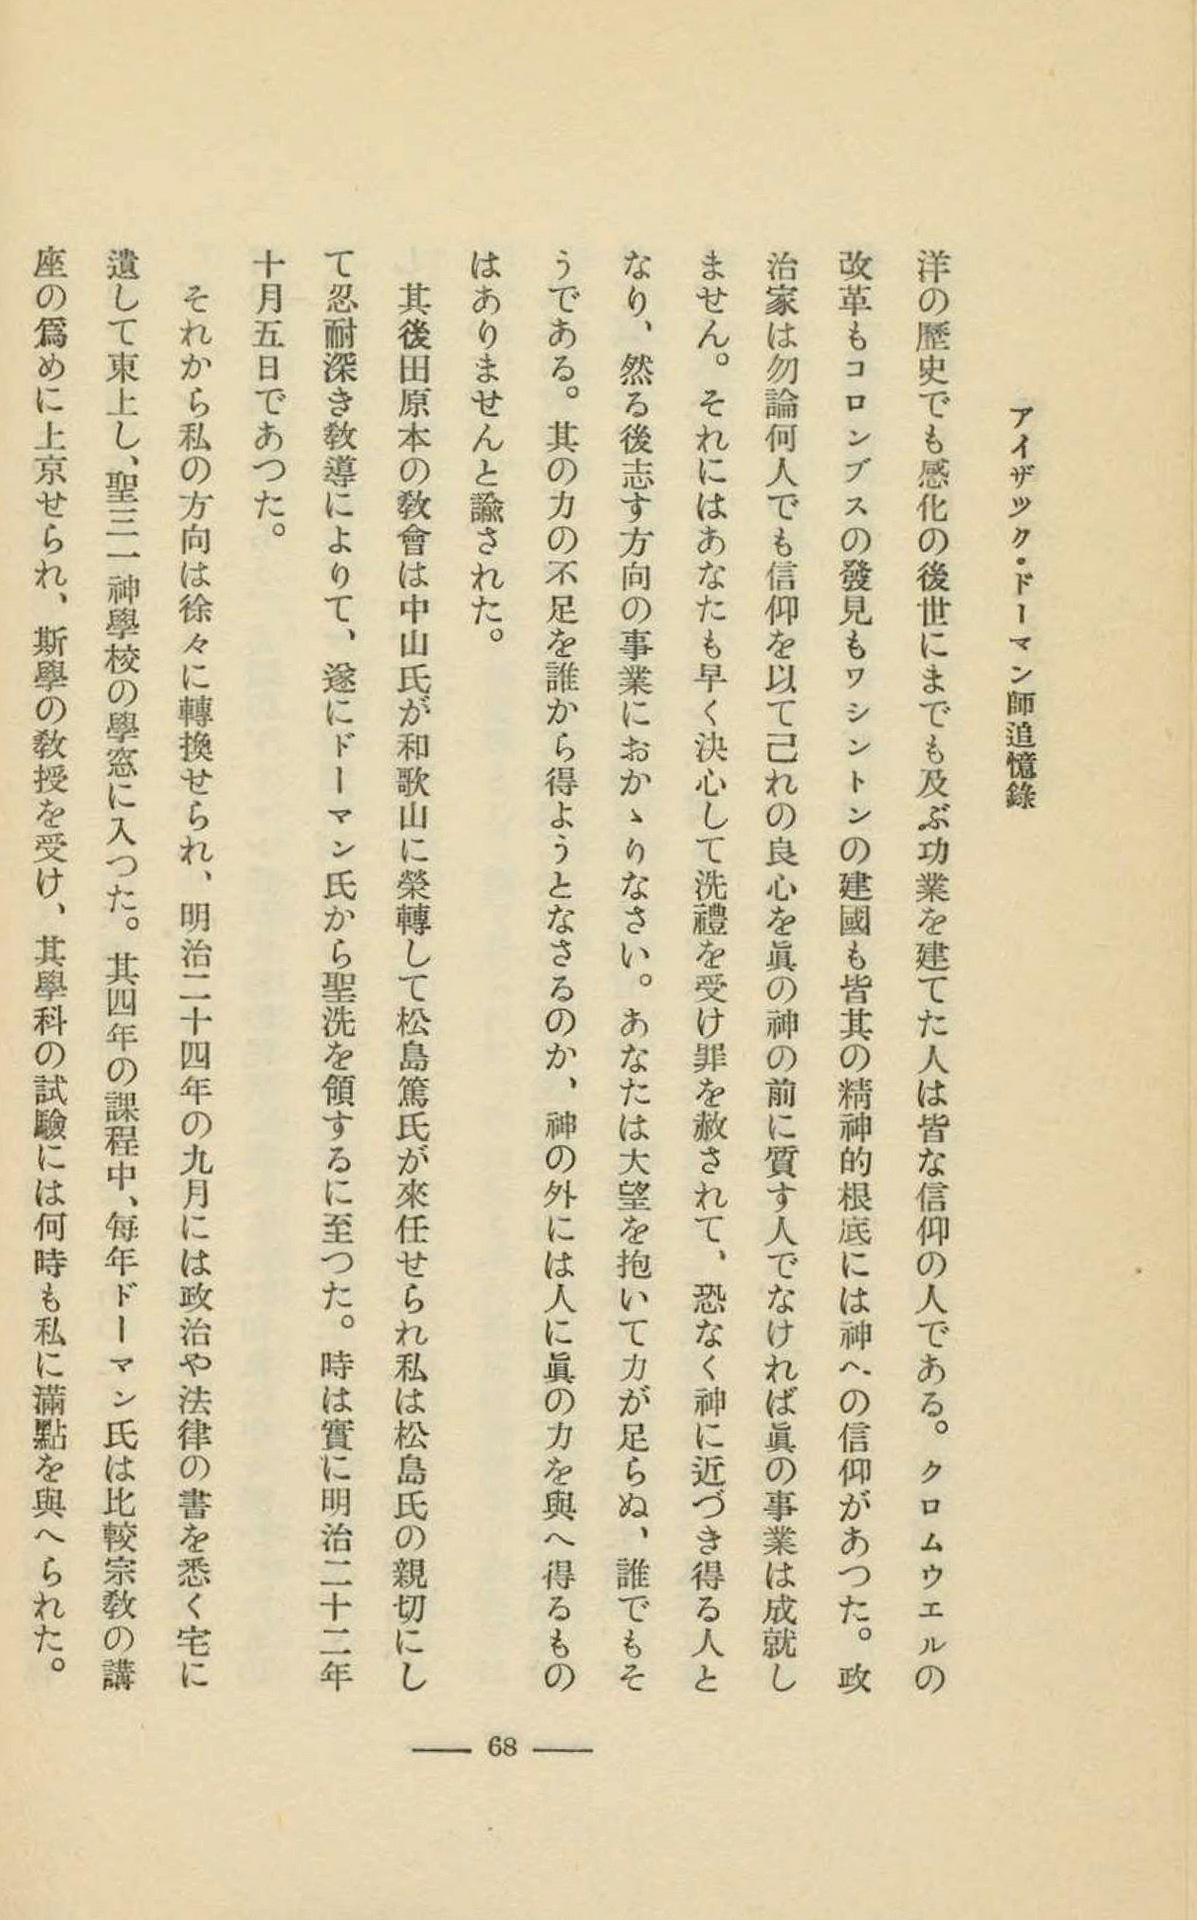 アイザック・ドーマン師追憶錄
洋の歷史でも感化の後世にまでも及ぶ功業を建てた人は皆な信仰の人である。クロムウエルの
改革もコロンブスの發見もワシントンの建國も皆其の精神的根底には神への信仰があつた。政
治家は勿論何人でも信仰を以て己れの良心を眞の神の前に質す人でなければ眞の事業は成就し
ません。それにはあなたも早く決心して洗禮を受け罪を赦されて、恐なく神に近づき得る人と
なり、然る後志す方向の事業におかゝりなさい。あなたは大望を抱いて力が足らぬ、誰でもそ
うである。其の力の不足を誰から得ようとなさるのか、神の外には人に眞の力を與へ得るもの
はありませんと諭された。
其後田原本の敎會は中山氏が和歌山に榮轉して松島篤氏が來任せられ私は松島氏の親切にし
て忍耐深き敎導によりて、遂にドーマン氏から聖洗を領するに至つた。時は實に明治二十二年
十月五日であつた。
それから私の方向は徐々に轉換せられ、明治二十四年の九月には政治や法律の書を悉く宅に
遺して東上し、聖三一神學校の學窓に入つた。其四年の課程中、每年ドーマン氏は比較宗敎の講
座の爲めに上京せられ、斯學の敎授を受け、其學科の試驗には何時も私に滿點を與へられた。
— 68 —